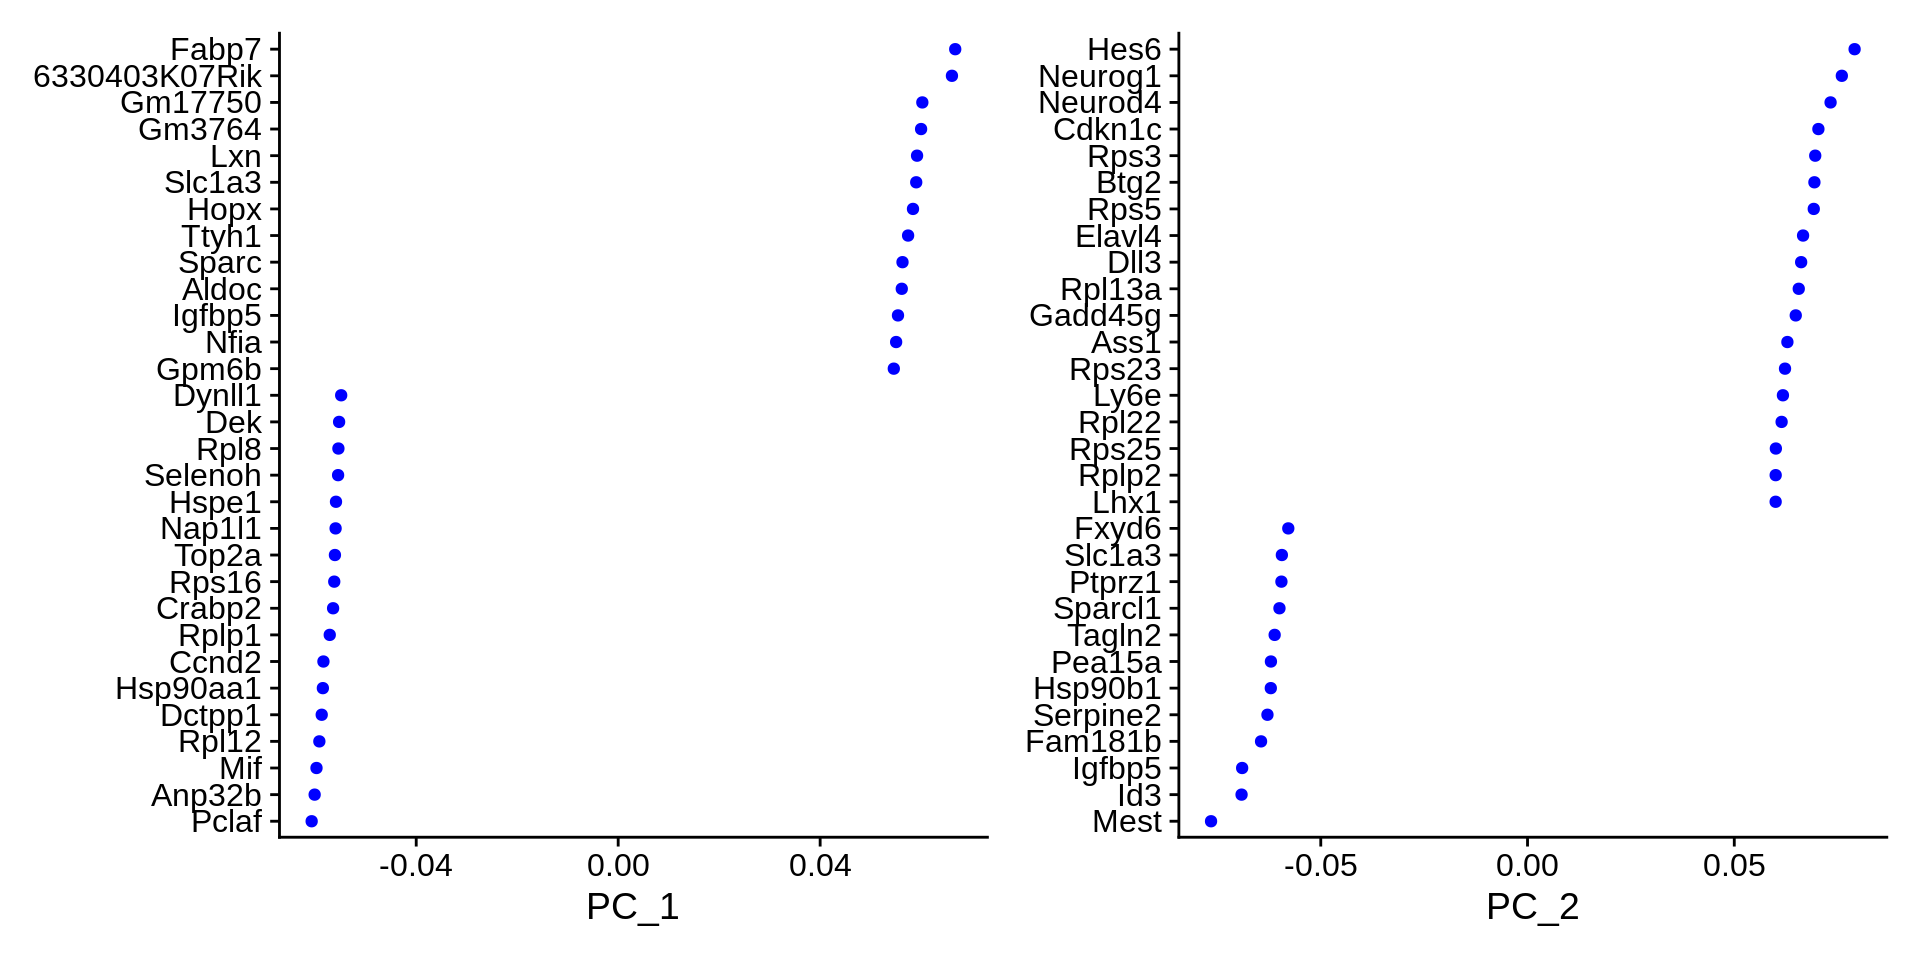 Fabp7
6330403K07Rik
Gm17750
Gm3764
Lxn
Slc1a3
Hopx
Ttyh1
Sparc
Aldoc
Igfbp5
Nfia
Gpm6b
Dynll1
Dek
Rpl8
Selenoh
Hspe1
Nap1l1
Top2a
Rps16
Crabp2
Rplp1
Ccnd2
Hsp90aa1
Dctpp1
Rpl12
Mif
Anp32b
Pclaf
-0.04 0.00 0.04
PC_1
Hes6
Neurog1
Neurod4
Cdkn1c
Rps3
Btg2
Rps5
Elavl4
Dll3
Rpl13a
Gadd45g
Ass1
Rps23
Ly6e
Rpl22
Rps25
Rplp2
Lhx1
Fxyd6
Slc1a3
Ptprz1
Sparcl1
Tagln2
Pea15a
Hsp90b1
Serpine2
Fam181b
Igfbp5
Id3
Mest
-0.05 0.00 0.05
PC_2